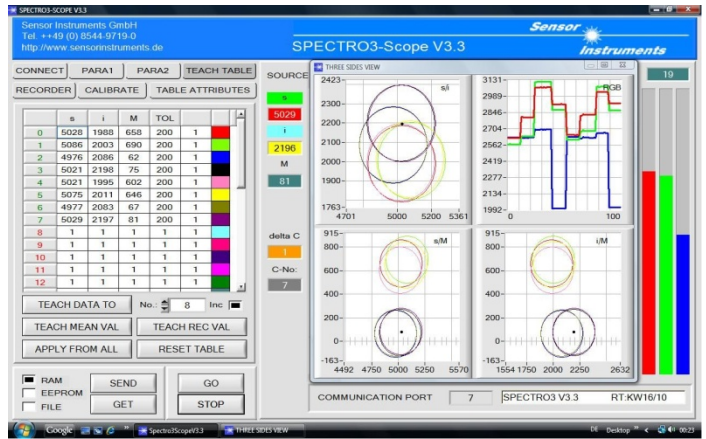 SPECTRO3-SCOPE V3.3
Sensor Instruments GmbH
Tel. ++49 (0) 8544-9719-0
http://www.sensorinstruments.de
SPECTRO3-Scope V3.3
Sensor Instruments
CONNECT PARA1 PARA2 TEACH TABLE
RECORDER CALIBRATE TABLE ATTRIBUTES
s i M TOL
0 5028 1988 658 200 1
1 5086 2003 690 200 1
2 4976 2086 62 200 1
3 5021 2198 75 200 1
4 5021 1995 602 200 1
5 5075 2011 646 200 1
6 4977 2083 67 200 1
7 5029 2197 81 200 1
8 1 1 1 1 1
9 1 1 1 1 1
10 1 1 1 1 1
11 1 1 1 1 1
12 1 1 1 1 1
TEACH DATA TO No.: 8 Inc
TEACH MEAN VAL TEACH REC VAL
APPLY FROM ALL RESET TABLE
RAM
EEPROM
FILE
SEND GO
GET STOP
SOURCE
s
5029
i
2196
M
81
delta C
1
C-No:
7
THREE SIDES VIEW
s/i
2423-
2300-
2200-
2100-
2000-
1900-
1763-
4701 5000 5200 5361
RGB
3131-
2989-
2846-
2704-
2562-
2419-
2277-
2134-
1992-
0 100
s/M
915-
800-
600-
400-
200-
0-
-163-
4492 4750 5000 5250 5570
i/M
915-
800-
600-
400-
200-
0-
-163-
1554 1750 2000 2250 2632
19
COMMUNICATION PORT 7 SPECTRO3 V3.3 RT:KW16/10
Google Spectro3ScopeV3.3 THREE SIDES VIEW DE Desktop 00:23